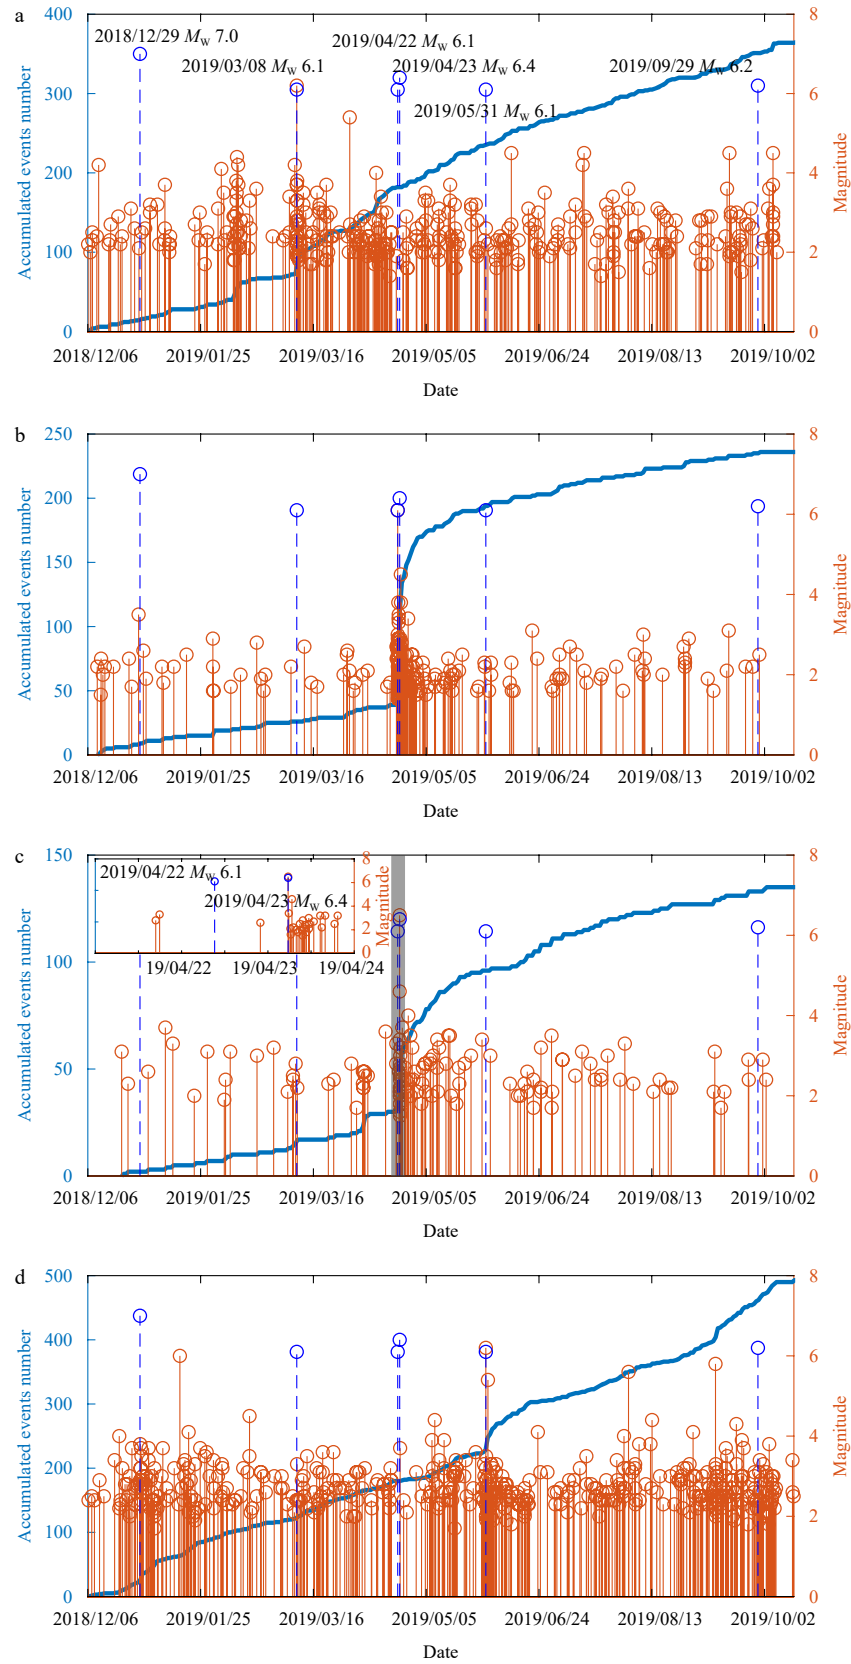 a
400
300
200
100
0
Accumulated events number
8
6
4
2
0
Magnitude
2018/12/29 Mw 7.0
2019/03/08 Mw 6.1
2019/04/22 Mw 6.1
2019/04/23 Mw 6.4
2019/05/31 Mw 6.1
2019/09/29 Mw 6.2
2018/12/06 2019/01/25 2019/03/16 2019/05/05 2019/06/24 2019/08/13 2019/10/02
Date
b
250
200
150
100
50
0
Accumulated events number
8
6
4
2
0
Magnitude
2018/12/06 2019/01/25 2019/03/16 2019/05/05 2019/06/24 2019/08/13 2019/10/02
Date
c
150
100
50
0
Accumulated events number
8
6
4
2
0
Magnitude
2019/04/22 Mw 6.1
2019/04/23 Mw 6.4
8
6
4
2
0
Magnitude
19/04/22 19/04/23 19/04/24
2018/12/06 2019/01/25 2019/03/16 2019/05/05 2019/06/24 2019/08/13 2019/10/02
Date
d
500
400
300
200
100
0
Accumulated events number
8
6
4
2
0
Magnitude
2018/12/06 2019/01/25 2019/03/16 2019/05/05 2019/06/24 2019/08/13 2019/10/02
Date